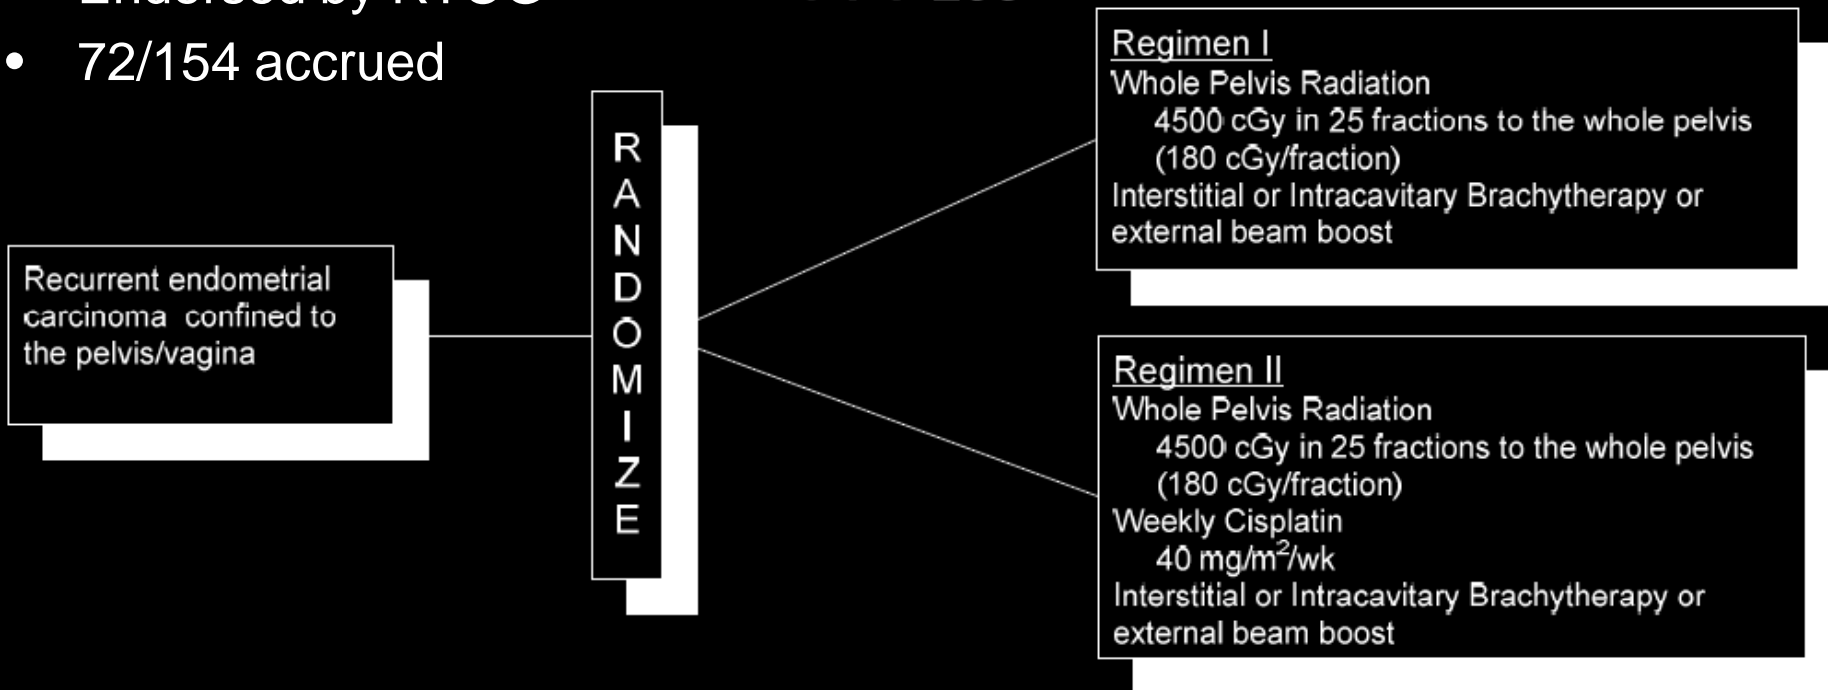 Endorsed by RTOG
• 72/154 accrued
Recurrent endometrial
carcinoma confined to
the pelvis/vagina
R
A
N
D
O
M
I
Z
E
Regimen I
Whole Pelvis Radiation
4500 cGy in 25 fractions to the whole pelvis
(180 cGy/fraction)
Interstitial or Intracavitary Brachytherapy or
external beam boost
Regimen II
Whole Pelvis Radiation
4500 cGy in 25 fractions to the whole pelvis
(180 cGy/fraction)
Weekly Cisplatin
40 mg/m²/wk
Interstitial or Intracavitary Brachytherapy or
external beam boost